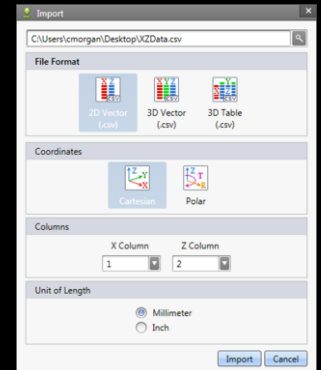 Import
C:\Users\cmorgan\Desktop\XZData.csv
File Format
2D Vector (.csv)
3D Vector (.csv)
3D Table (.csv)
Coordinates
Cartesian
Polar
Columns
X Column
Z Column
1
2
Unit of Length
Millimeter
Inch
Import
Cancel